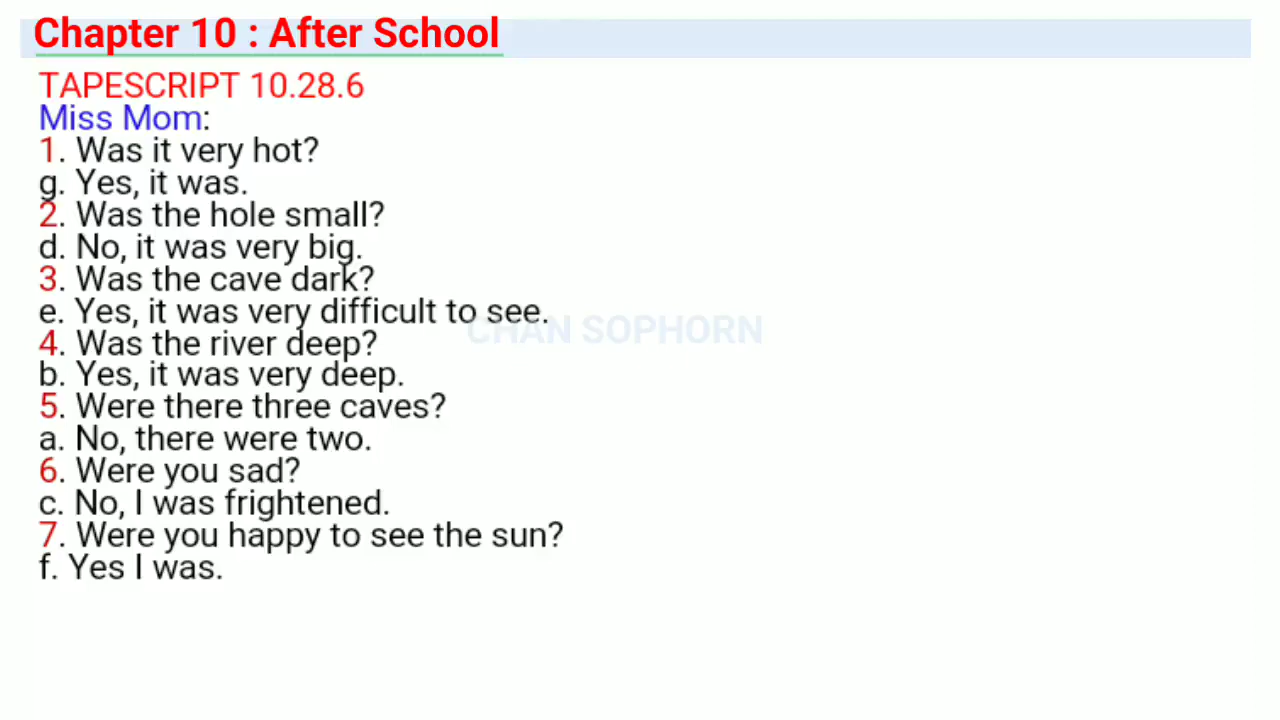 Chapter 10 : After School
TAPESCRIPT 10.28.6
Miss Mom:
1. Was it very hot?
g. Yes, it was.
2. Was the hole small?
d. No, it was very big.
3. Was the cave dark?
e. Yes, it was very difficult to see.
CHAN SOPHORN
4. Was the river deep?
b. Yes, it was very deep.
5. Were there three caves?
a. No, there were two.
6. Were you sad?
c. No, I was frightened.
7. Were you happy to see the sun?
f. Yes I was.